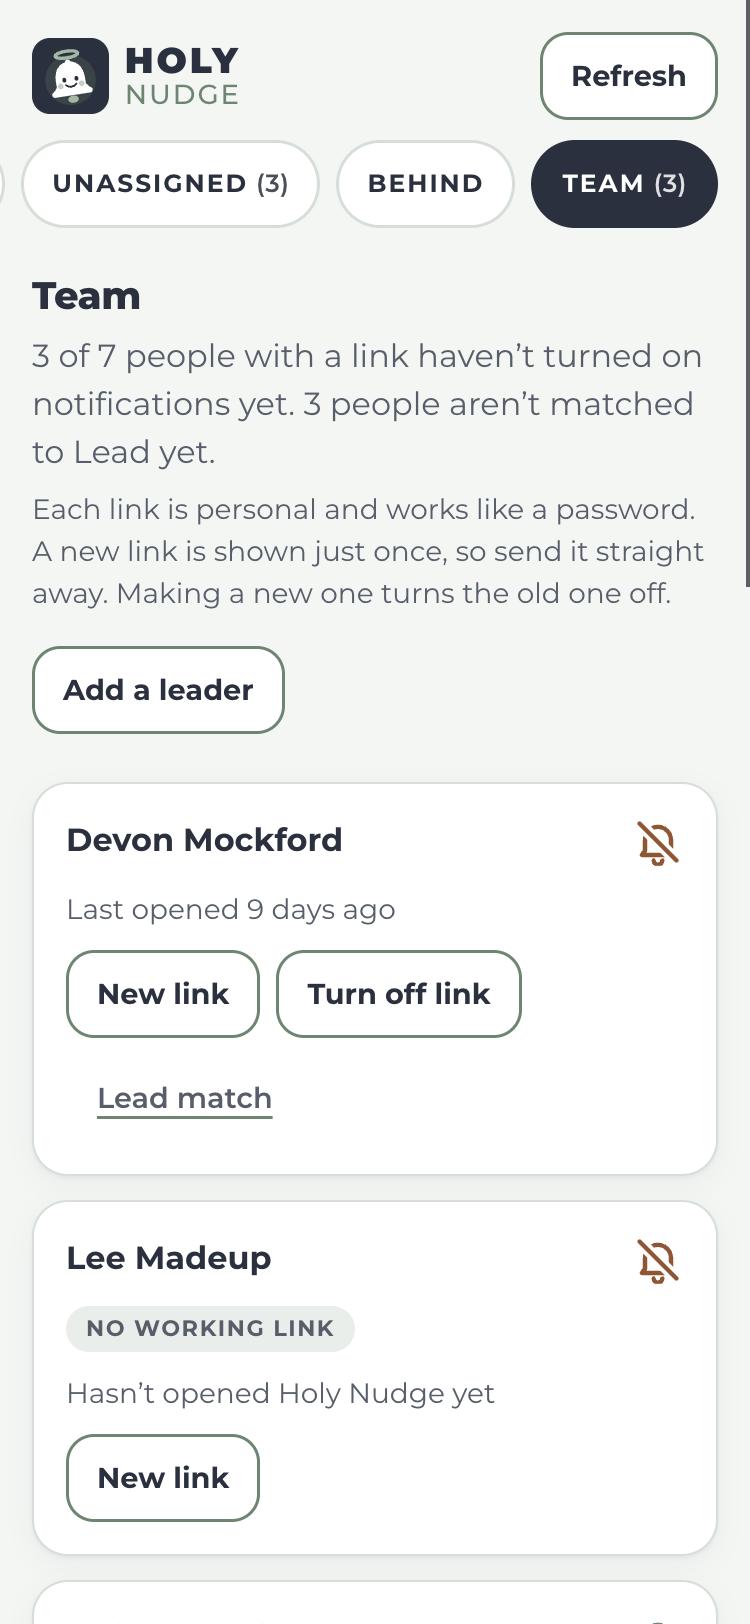 HOLY
NUDGE
Refresh
UNASSIGNED (3)
BEHIND
TEAM (3)
Team
3 of 7 people with a link haven’t turned on
notifications yet. 3 people aren’t matched
to Lead yet.
Each link is personal and works like a password.
A new link is shown just once, so send it straight
away. Making a new one turns the old one off.
Add a leader
Devon Mockford
Last opened 9 days ago
New link
Turn off link
Lead match
Lee Madeup
NO WORKING LINK
Hasn’t opened Holy Nudge yet
New link